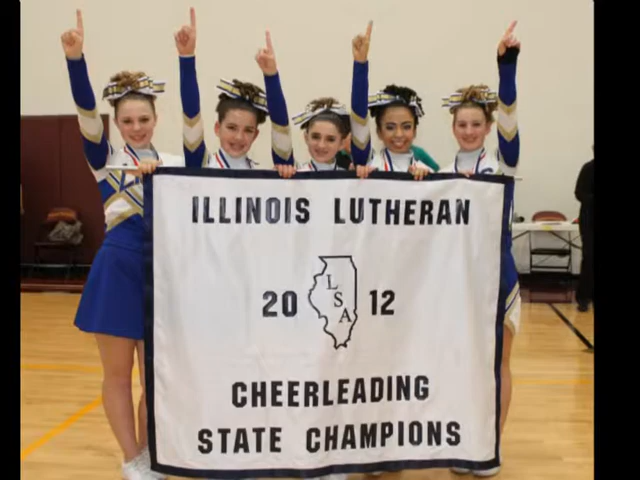 ILLINOIS LUTHERAN
20 LSA 12
CHEERLEADING
STATE CHAMPIONS